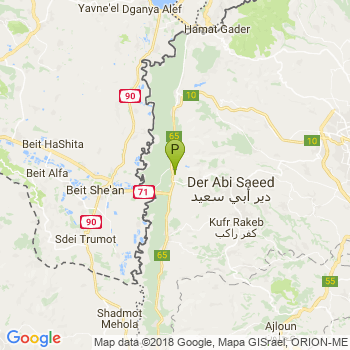 Yavne'el
Dganya Alef
Hamat Gader
90
10
65
10
P
Beit HaShita
Beit Alfa
Beit She'an
71
Der Abi Saeed
دير أبي سعيد
90
Kufr Rakeb
كفر راكب
Sdei Trumot
65
55
Shadmot
Mehola
Ajloun
Google
Map data ©2018 Google, Mapa GISrael, ORION-ME